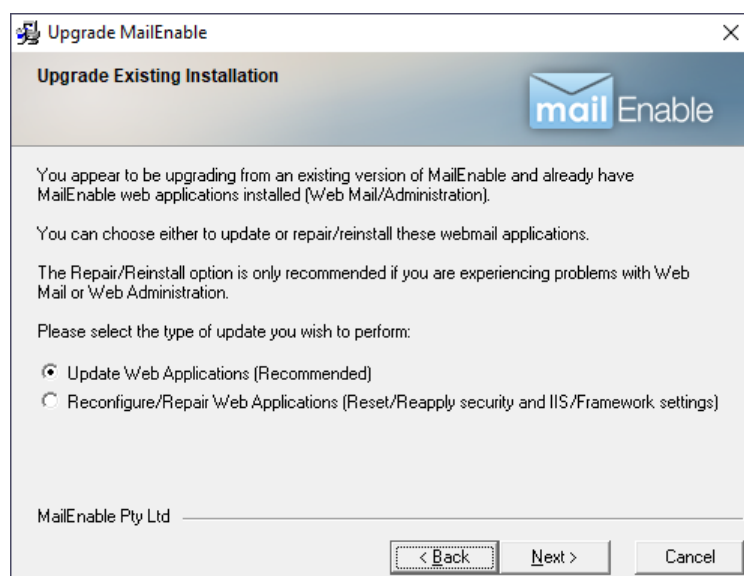 Upgrade MailEnable
Upgrade Existing Installation
mail Enable
You appear to be upgrading from an existing version of MailEnable and already have
MailEnable web applications installed (Web Mail/Administration).
You can choose either to update or repair/reinstall these webmail applications.
The Repair/Reinstall option is only recommended if you are experiencing problems with Web
Mail or Web Administration.
Please select the type of update you wish to perform:
Update Web Applications (Recommended)
Reconfigure/Repair Web Applications (Reset/Reapply security and IIS/Framework settings)
MailEnable Pty Ltd
< Back Next > Cancel